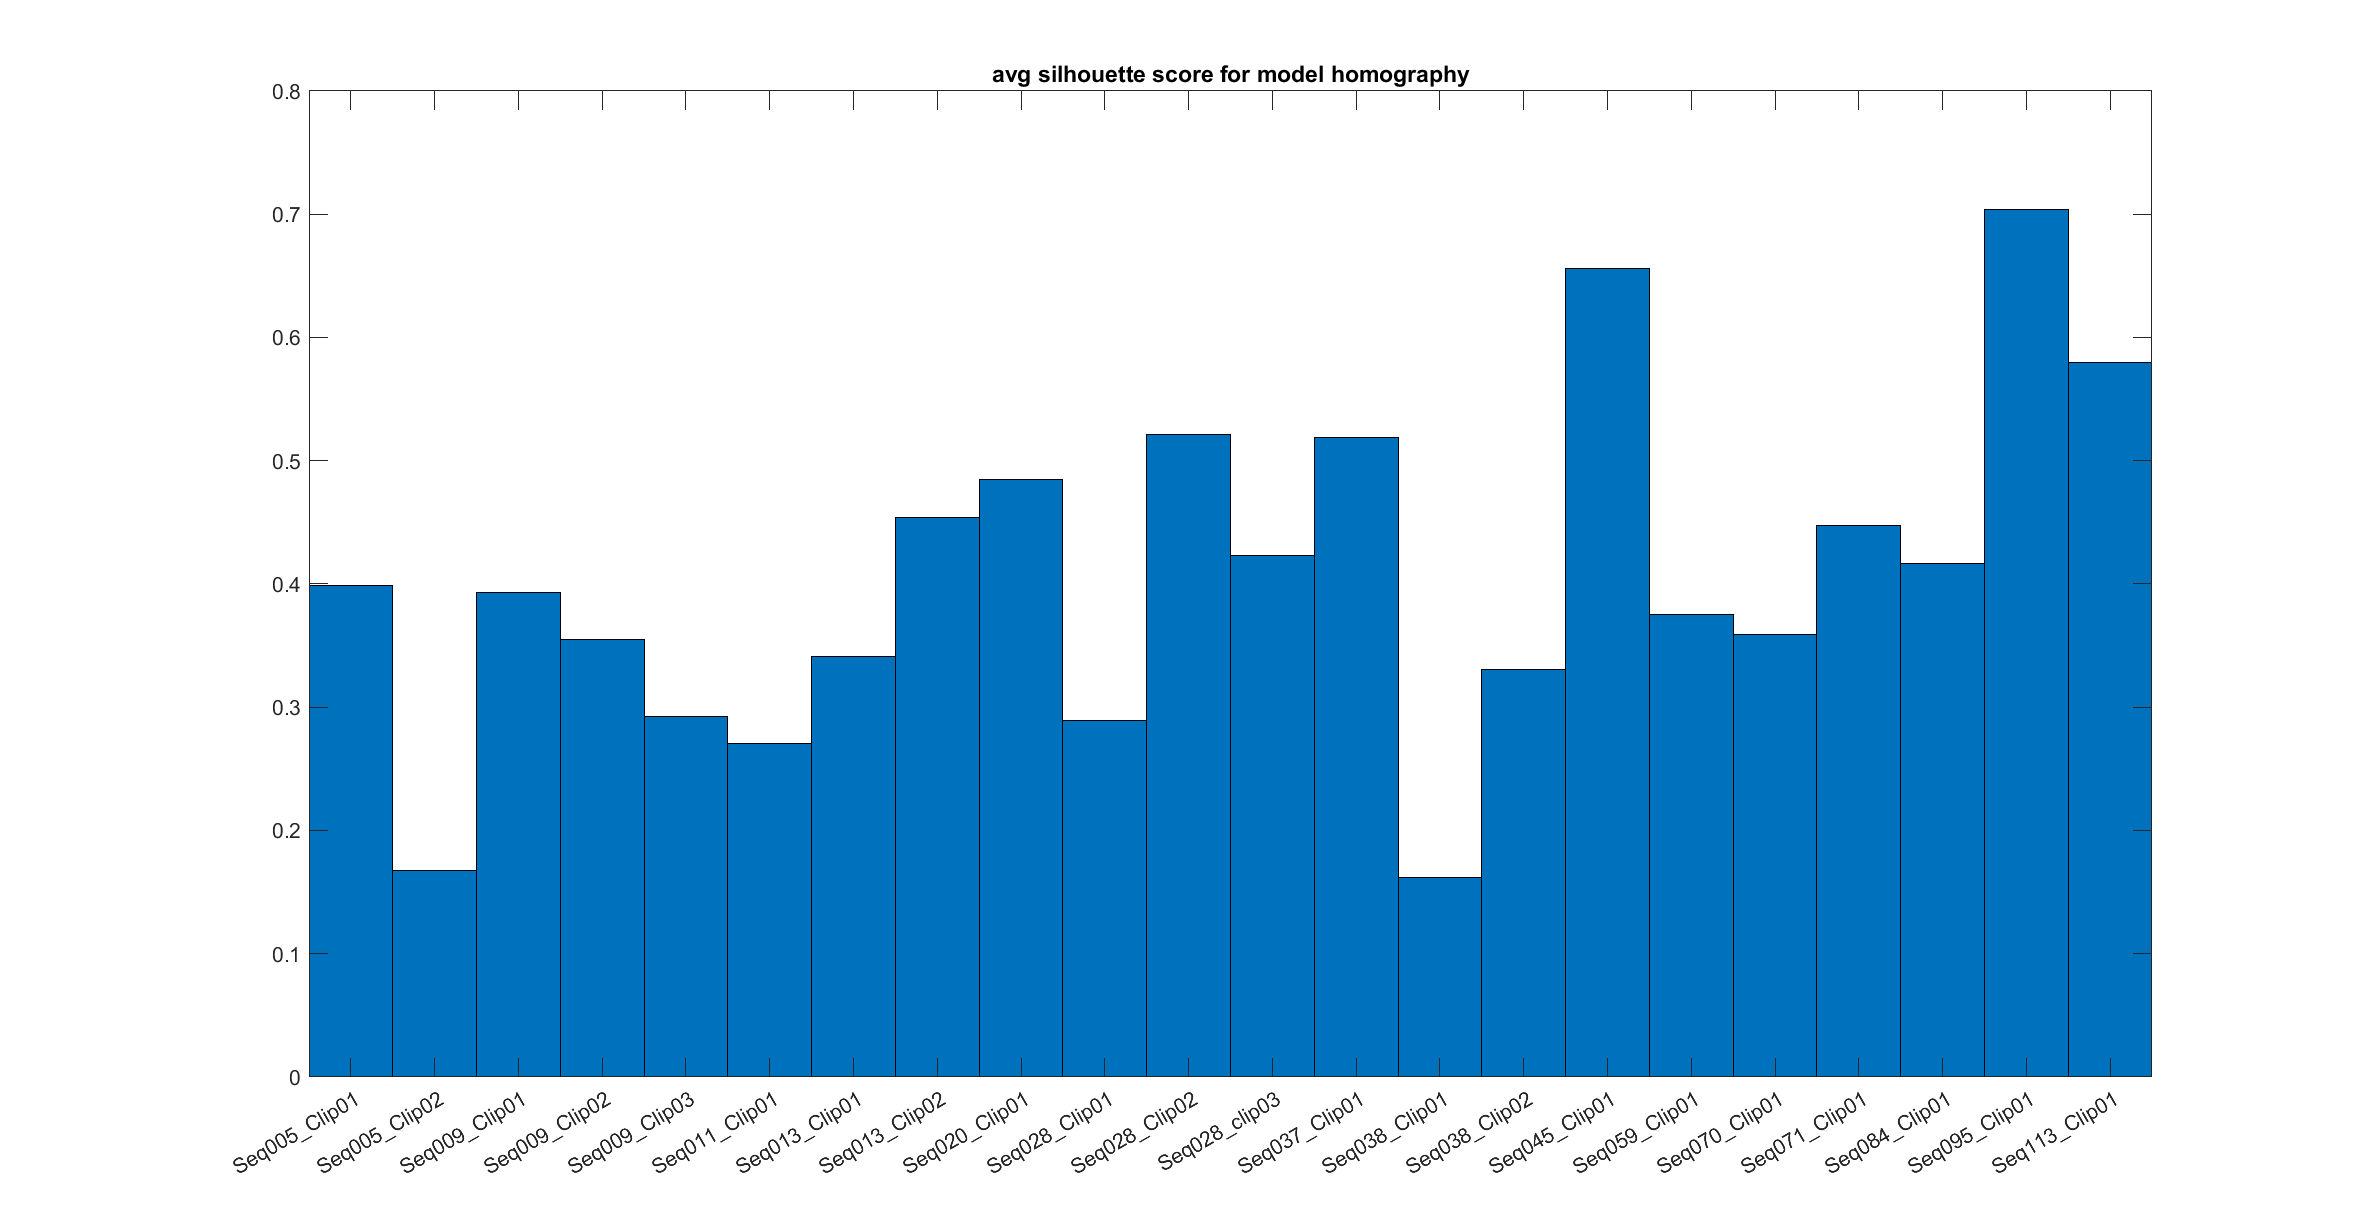 avg silhouette score for model homography
0.8
0.7
0.6
0.5
0.4
0.3
0.2
0.1
0
Seq005_Clip01
Seq005_Clip02
Seq009_Clip01
Seq009_Clip02
Seq009_Clip03
Seq011_Clip01
Seq013_Clip01
Seq013_Clip02
Seq020_Clip01
Seq028_Clip01
Seq028_Clip02
Seq028_clip03
Seq037_Clip01
Seq038_Clip01
Seq038_Clip02
Seq045_Clip01
Seq059_Clip01
Seq070_Clip01
Seq071_Clip01
Seq084_Clip01
Seq095_Clip01
Seq113_Clip01